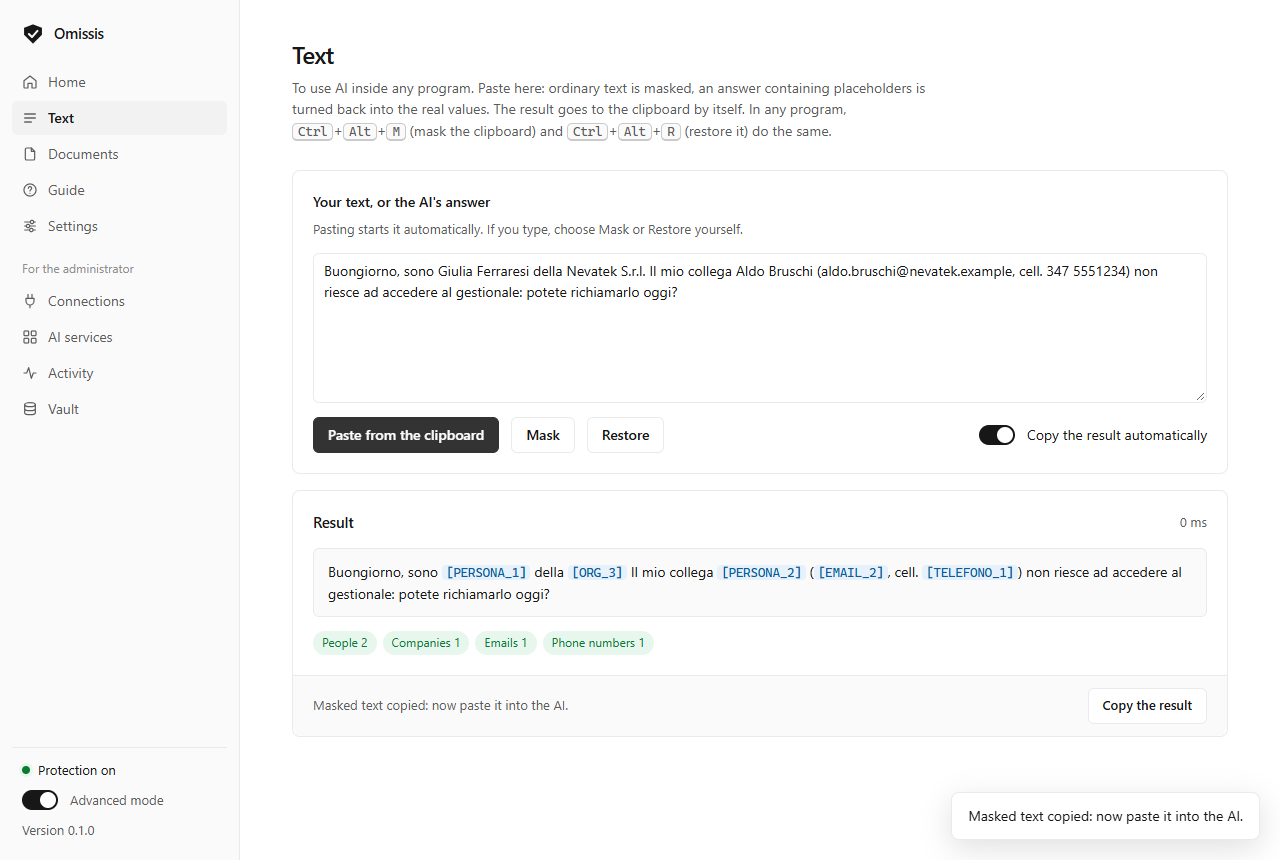 Omissis
Home
Text
Documents
Guide
Settings
For the administrator
Connections
AI services
Activity
Vault
Protection on
Advanced mode
Version 0.1.0
Text
To use AI inside any program. Paste here: ordinary text is masked, an answer containing placeholders is
turned back into the real values. The result goes to the clipboard by itself. In any program,
Ctrl+Alt+M (mask the clipboard) and Ctrl+Alt+R (restore it) do the same.
Your text, or the AI's answer
Pasting starts it automatically. If you type, choose Mask or Restore yourself.
Buongiorno, sono Giulia Ferraresi della Nevatek S.r.l. Il mio collega Aldo Bruschi (aldo.bruschi@nevatek.example, cell. 347 5551234) non
riesce ad accedere al gestionale: potete richiamarlo oggi?
Paste from the clipboard Mask Restore Copy the result automatically
Result 0 ms
Buongiorno, sono [PERSONA_1] della [ORG_3] Il mio collega [PERSONA_2] ( [EMAIL_2], cell. [TELEFONO_1]) non riesce ad accedere al
gestionale: potete richiamarlo oggi?
People 2 Companies 1 Emails 1 Phone numbers 1
Masked text copied: now paste it into the AI. Copy the result
Masked text copied: now paste it into the AI.